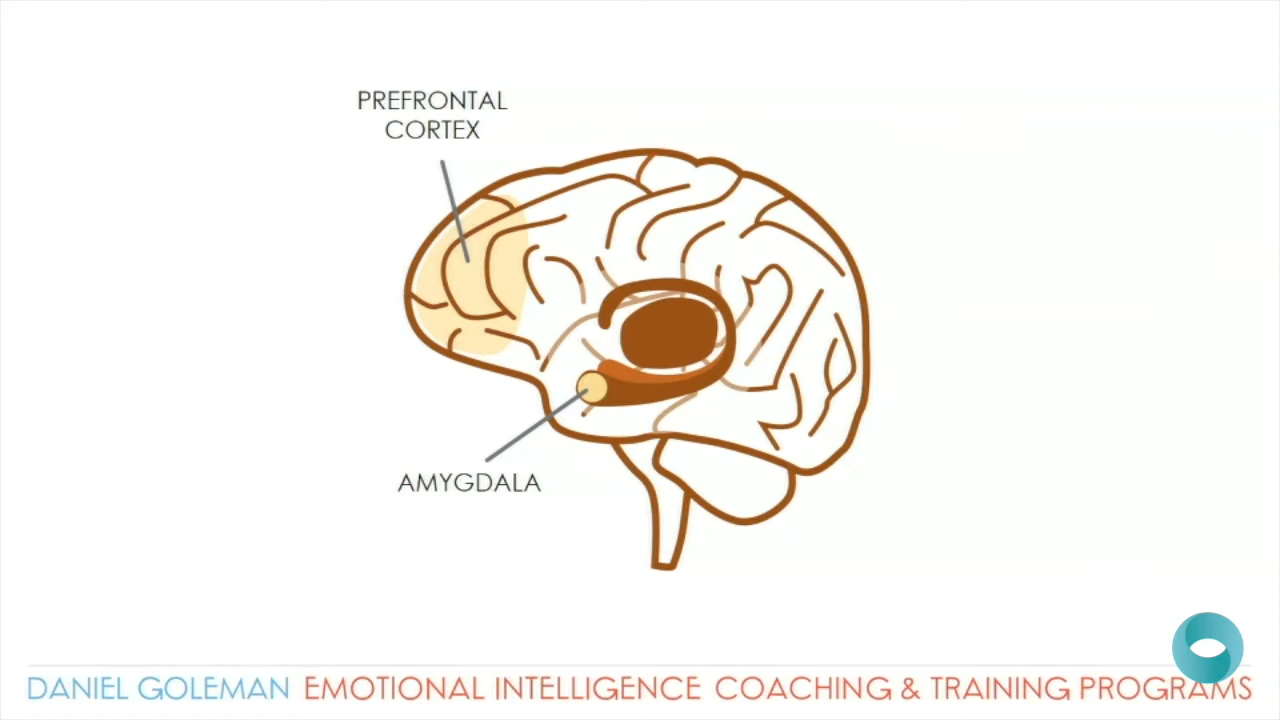 PREFRONTAL
CORTEX
AMYGDALA
DANIEL GOLEMAN EMOTIONAL INTELLIGENCE COACHING & TRAINING PROGRAMS